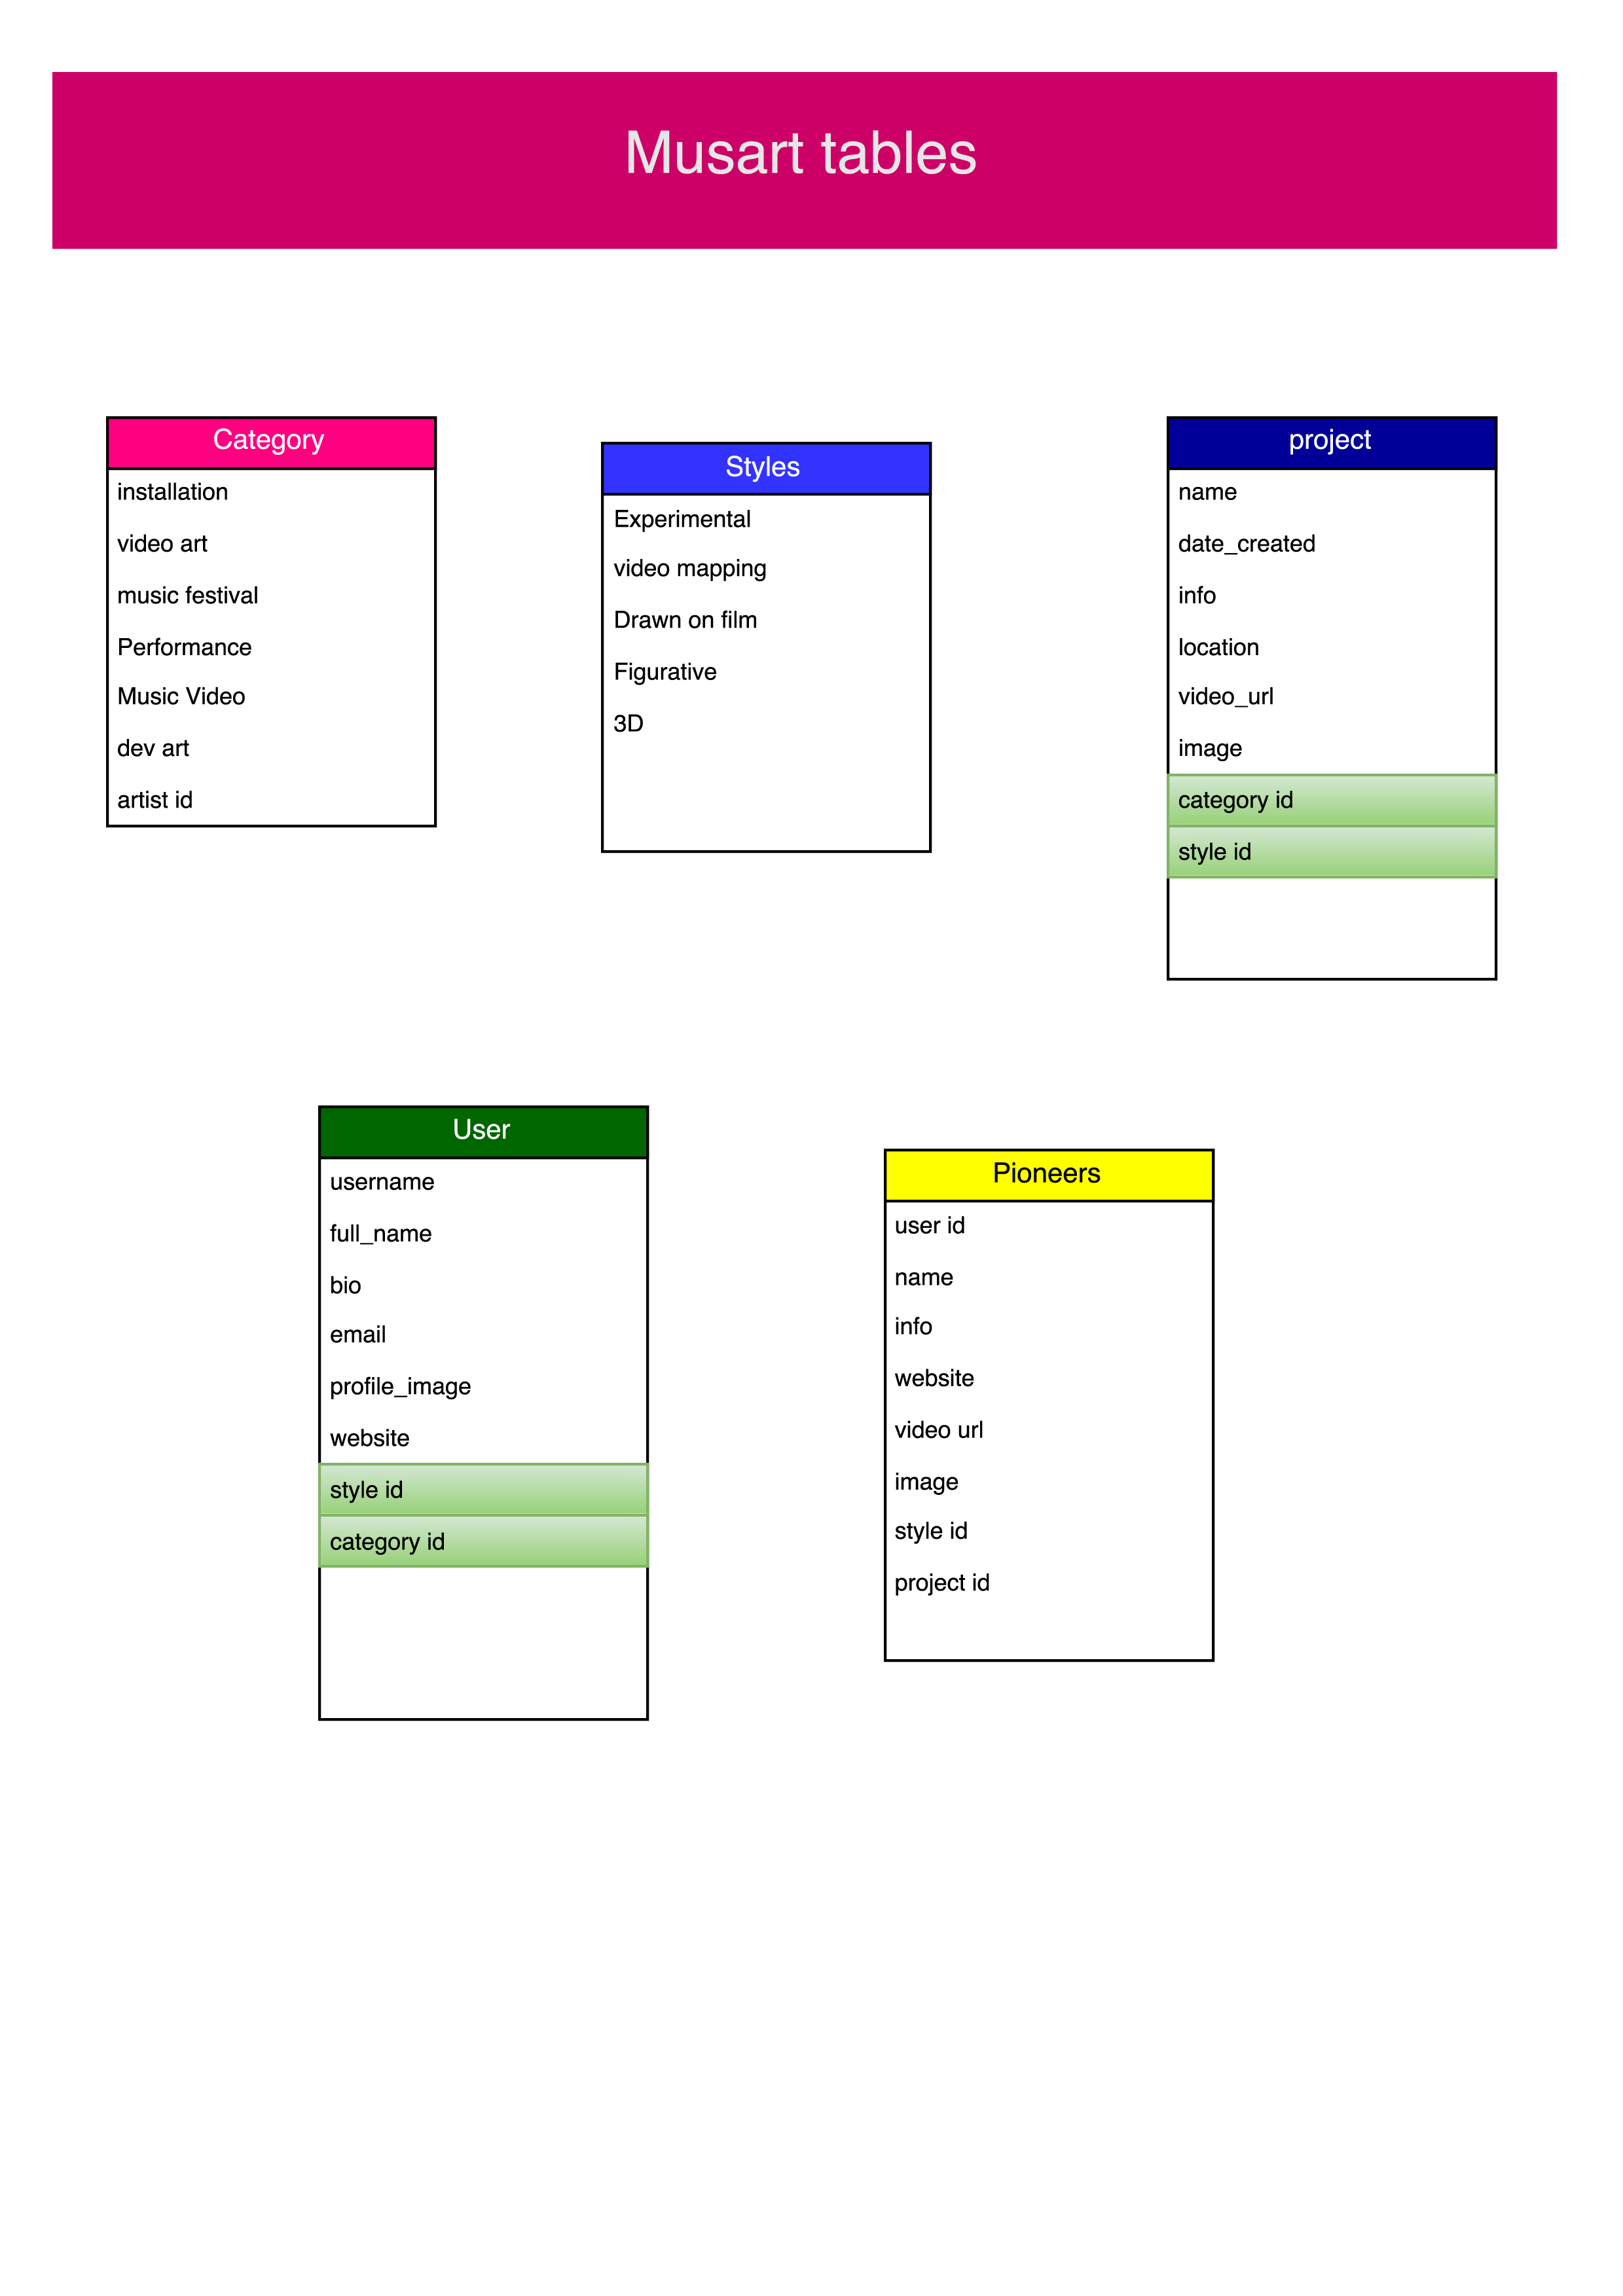 Musart tables
Category
installation
video art
music festival
Performance
Music Video
dev art
artist id
Styles
Experimental
video mapping
Drawn on film
Figurative
3D
project
name
date_created
info
location
video_url
image
category id
style id
User
username
full_name
bio
email
profile_image
website
style id
category id
Pioneers
user id
name
info
website
video url
image
style id
project id